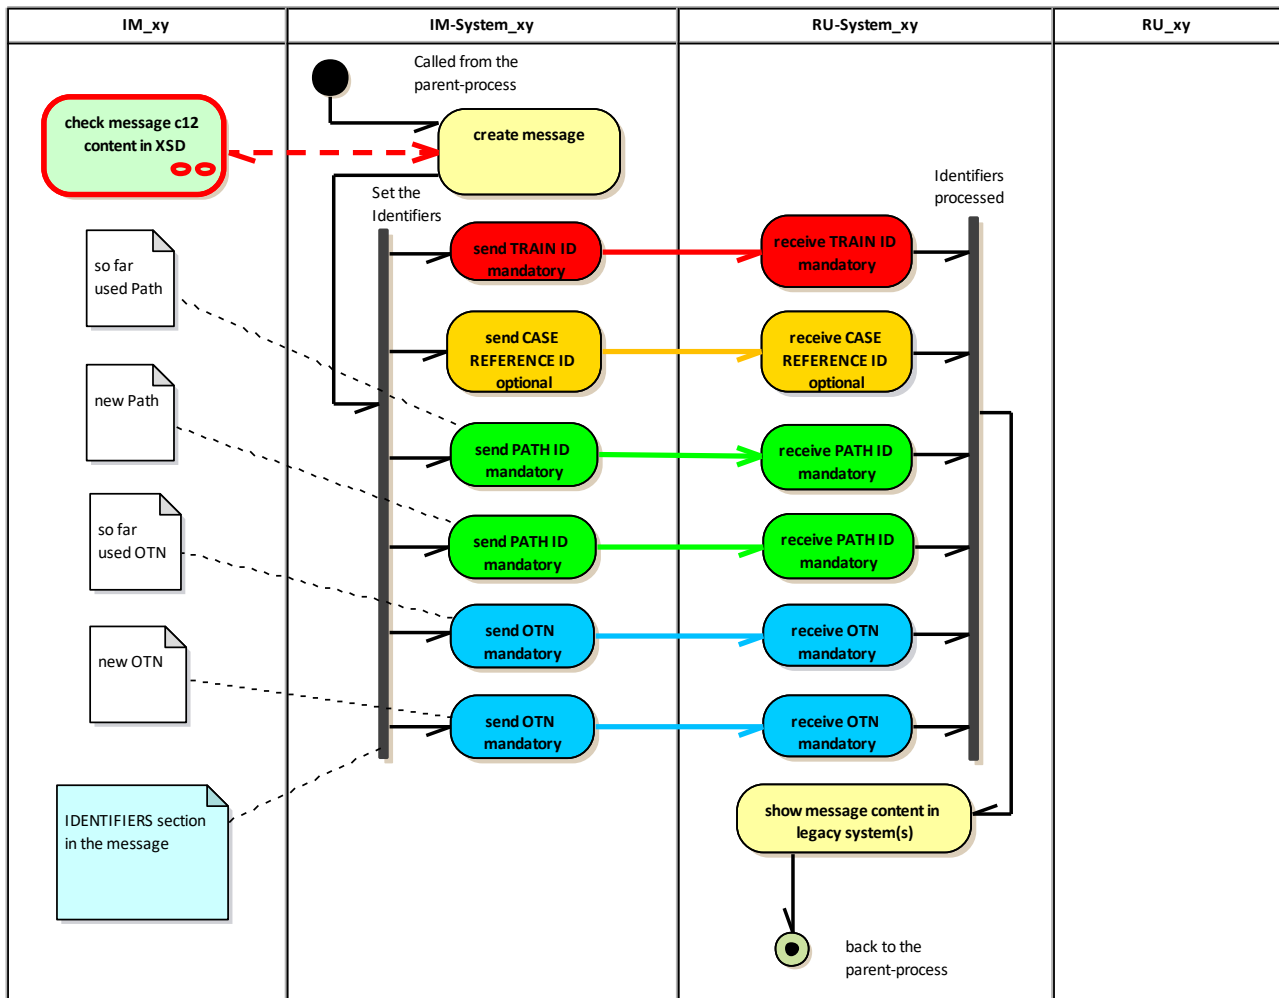 IM_xy
IM-System_xy
RU-System_xy
RU_xy
Called from the
parent-process
check message c12
content in XSD
create message
Set the
Identifiers
Identifiers
processed
so far
used Path
send TRAIN ID
mandatory
receive TRAIN ID
mandatory
send CASE
REFERENCE ID
optional
receive CASE
REFERENCE ID
optional
new Path
send PATH ID
mandatory
receive PATH ID
mandatory
so far
used OTN
send PATH ID
mandatory
receive PATH ID
mandatory
new OTN
send OTN
mandatory
receive OTN
mandatory
send OTN
mandatory
receive OTN
mandatory
IDENTIFIERS section
in the message
show message content in
legacy system(s)
back to the
parent-process